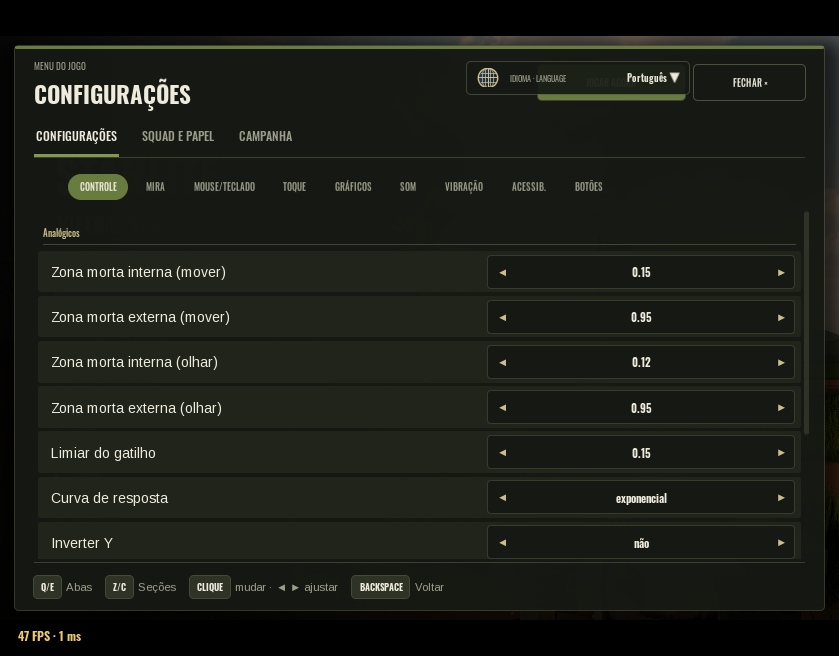 MENU DO JOGO
CONFIGURAÇÕES
IDIOMA · LANGUAGE Português ▼
FECHAR ×
CONFIGURAÇÕES SQUAD E PAPEL CAMPANHA
CONTROLE MIRA MOUSE/TECLADO TOQUE GRÁFICOS SOM VIBRAÇÃO ACESSIB. BOTÕES
Analógicos
Zona morta interna (mover) ◄ 0.15 ►
Zona morta externa (mover) ◄ 0.95 ►
Zona morta interna (olhar) ◄ 0.12 ►
Zona morta externa (olhar) ◄ 0.95 ►
Limiar do gatilho ◄ 0.15 ►
Curva de resposta ◄ exponencial ►
Inverter Y ◄ não ►
Q/E Abas Z/C Seções CLIQUE mudar · ◄ ► ajustar BACKSPACE Voltar
47 FPS · 1 ms